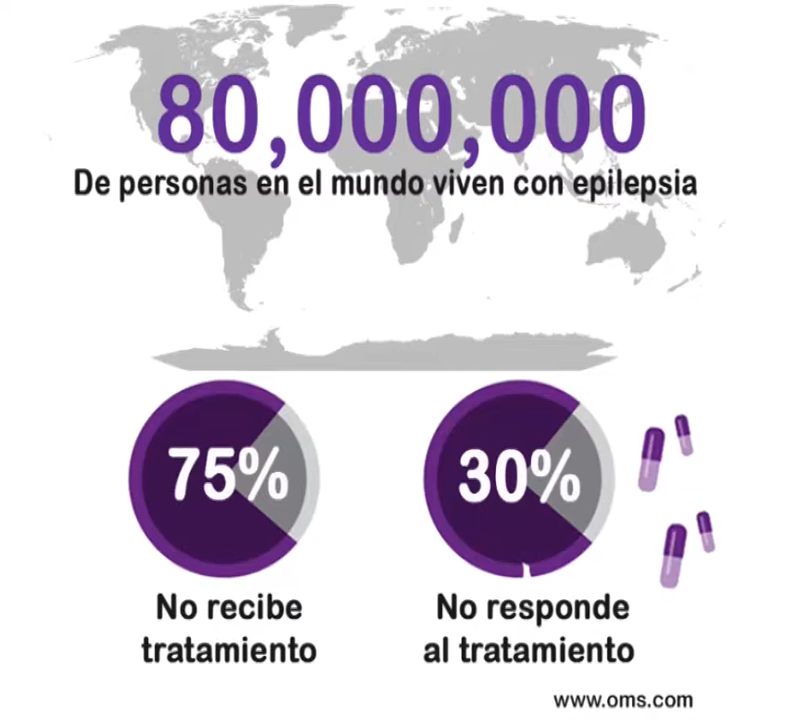 80,000,000
De personas en el mundo viven con epilepsia
75%
30%
No recibe
tratamiento
No responde
al tratamiento
www.oms.com